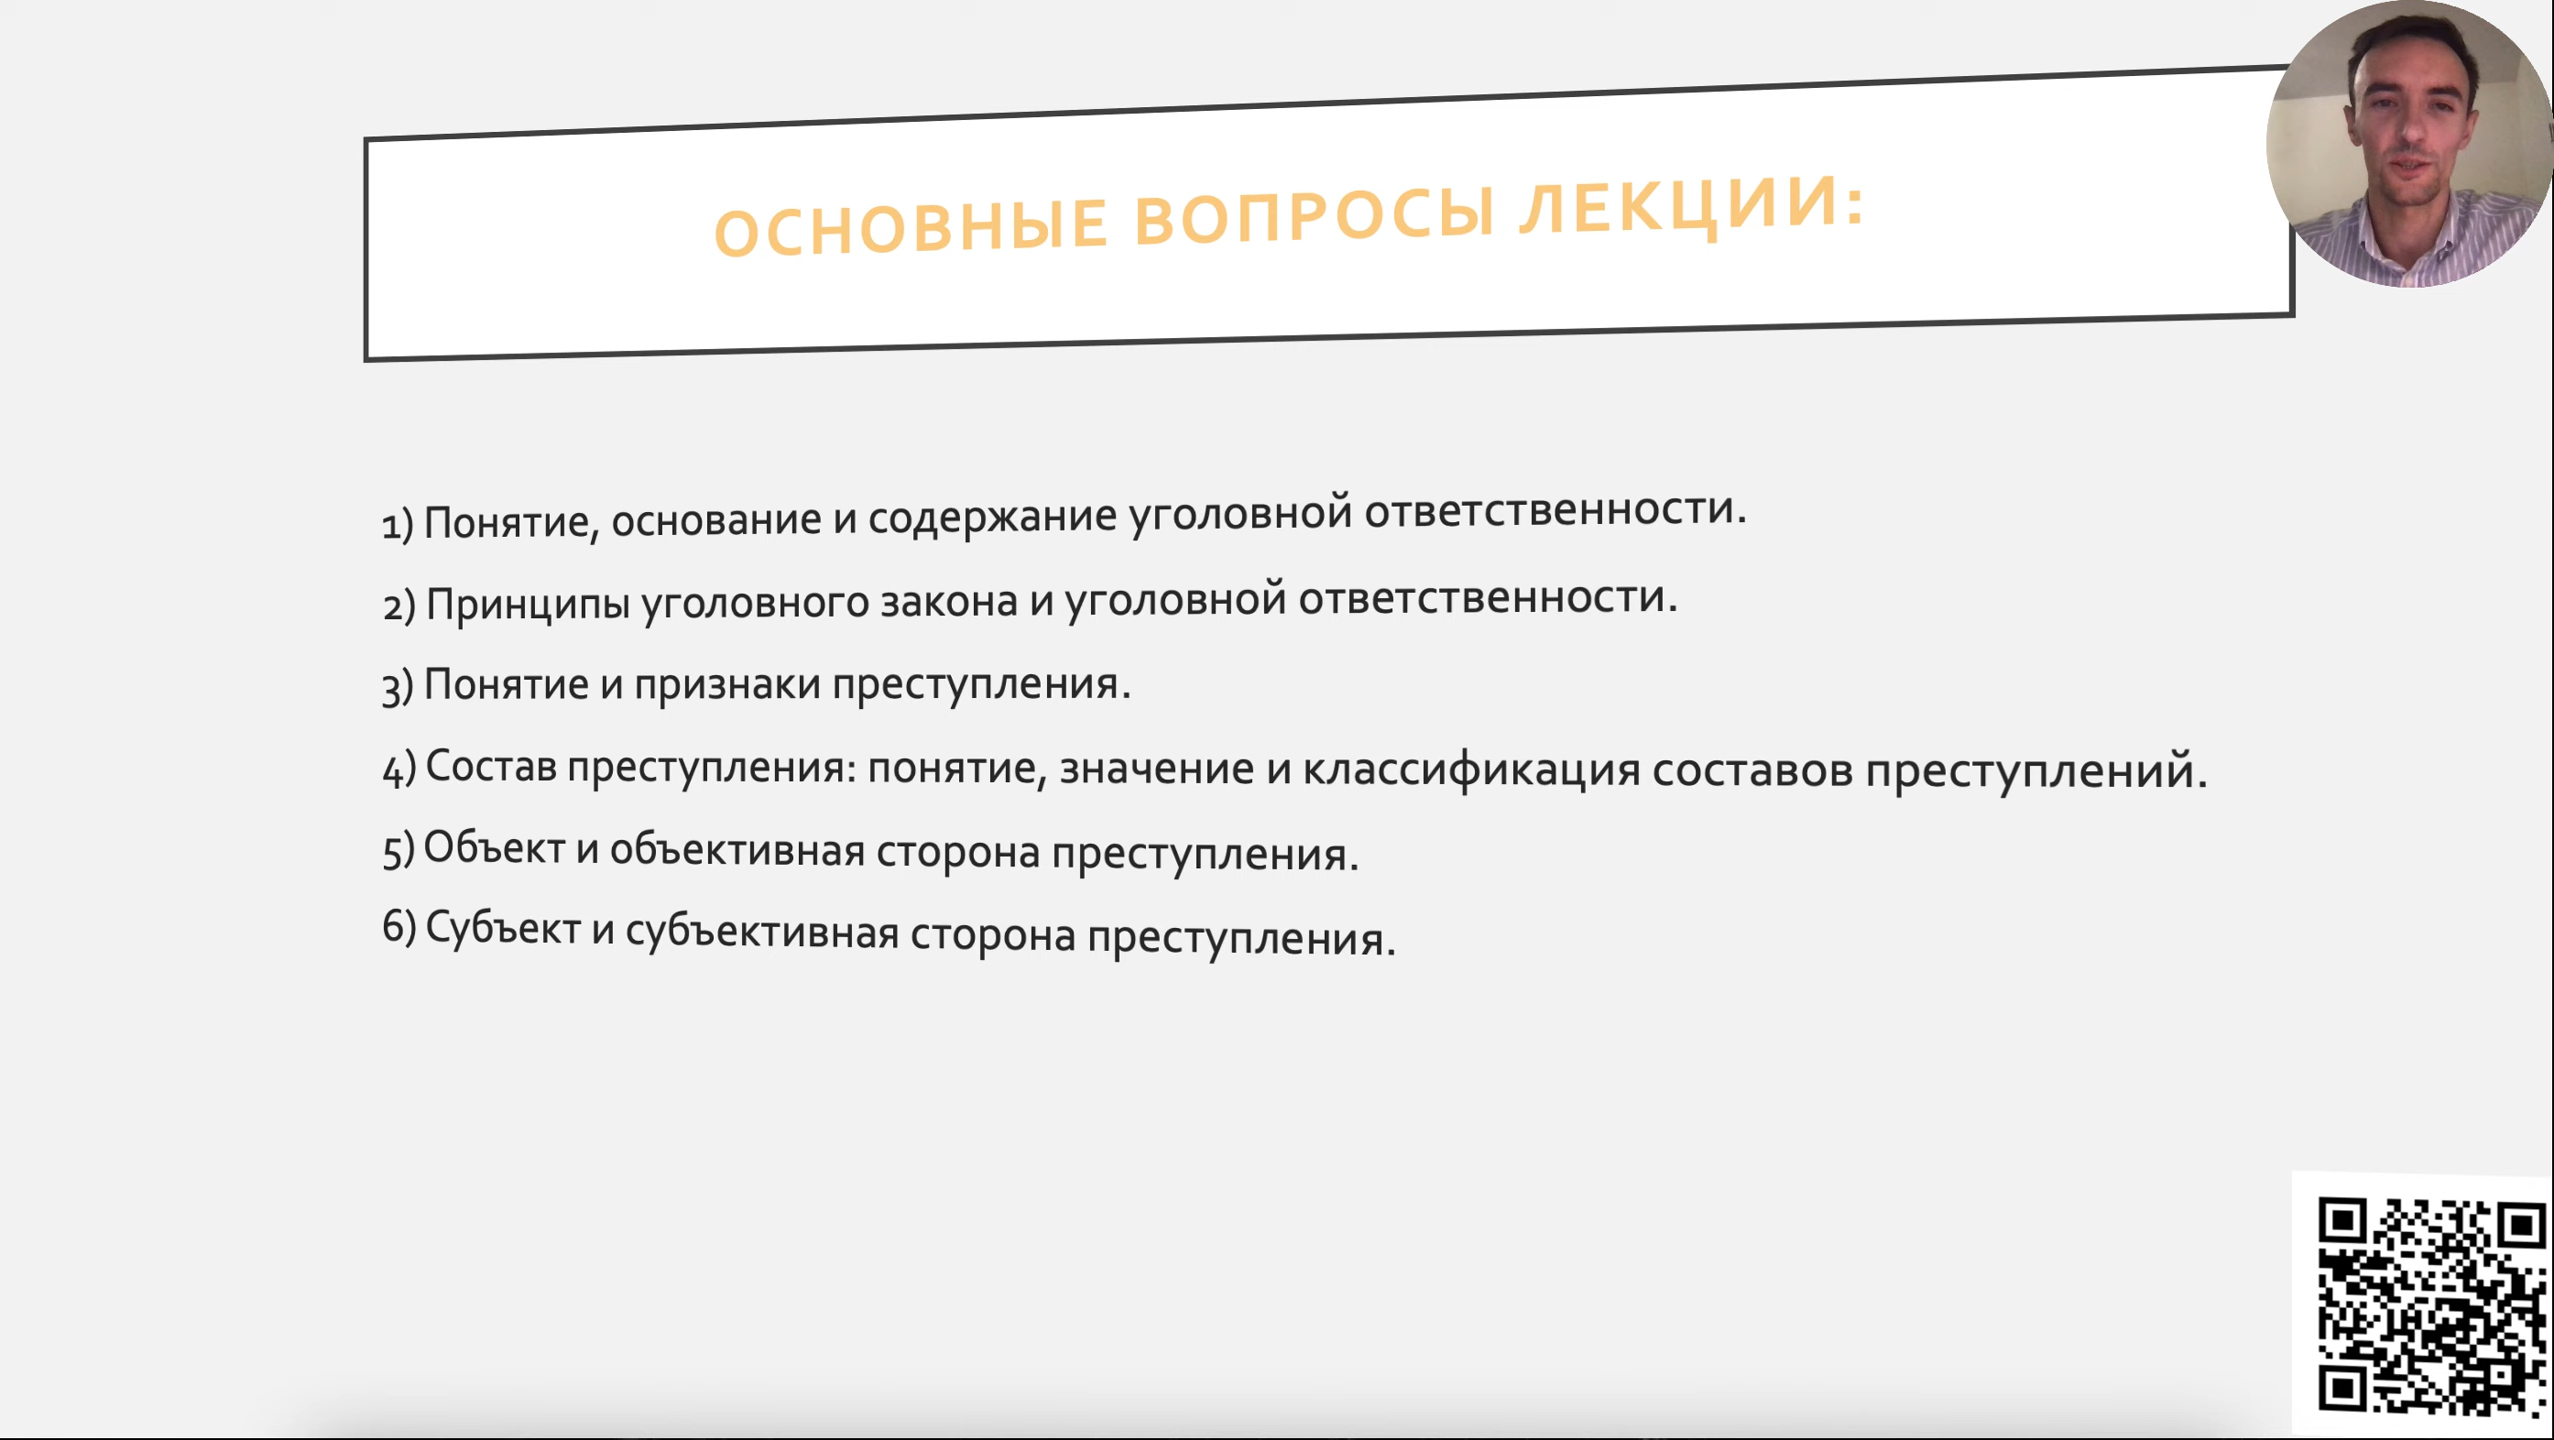 ОСНОВНЫЕ ВОПРОСЫ ЛЕКЦИИ:
1) Понятие, основание и содержание уголовной ответственности.
2) Принципы уголовного закона и уголовной ответственности.
3) Понятие и признаки преступления.
4) Состав преступления: понятие, значение и классификация составов преступлений.
5) Объект и объективная сторона преступления.
6) Субъект и субъективная сторона преступления.